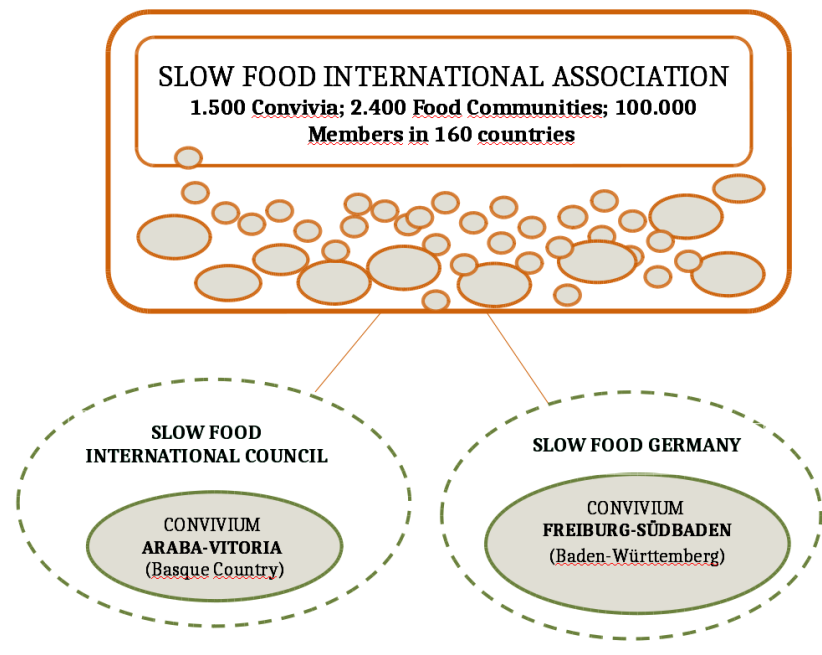 SLOW FOOD INTERNATIONAL ASSOCIATION
1.500 Convivia; 2.400 Food Communities; 100.000
Members in 160 countries
SLOW FOOD
INTERNATIONAL COUNCIL
CONVIVIUM
ARABA-VITORIA
(Basque Country)
SLOW FOOD GERMANY
CONVIVIUM
FREIBURG-SÜDBADEN
(Baden-Württemberg)